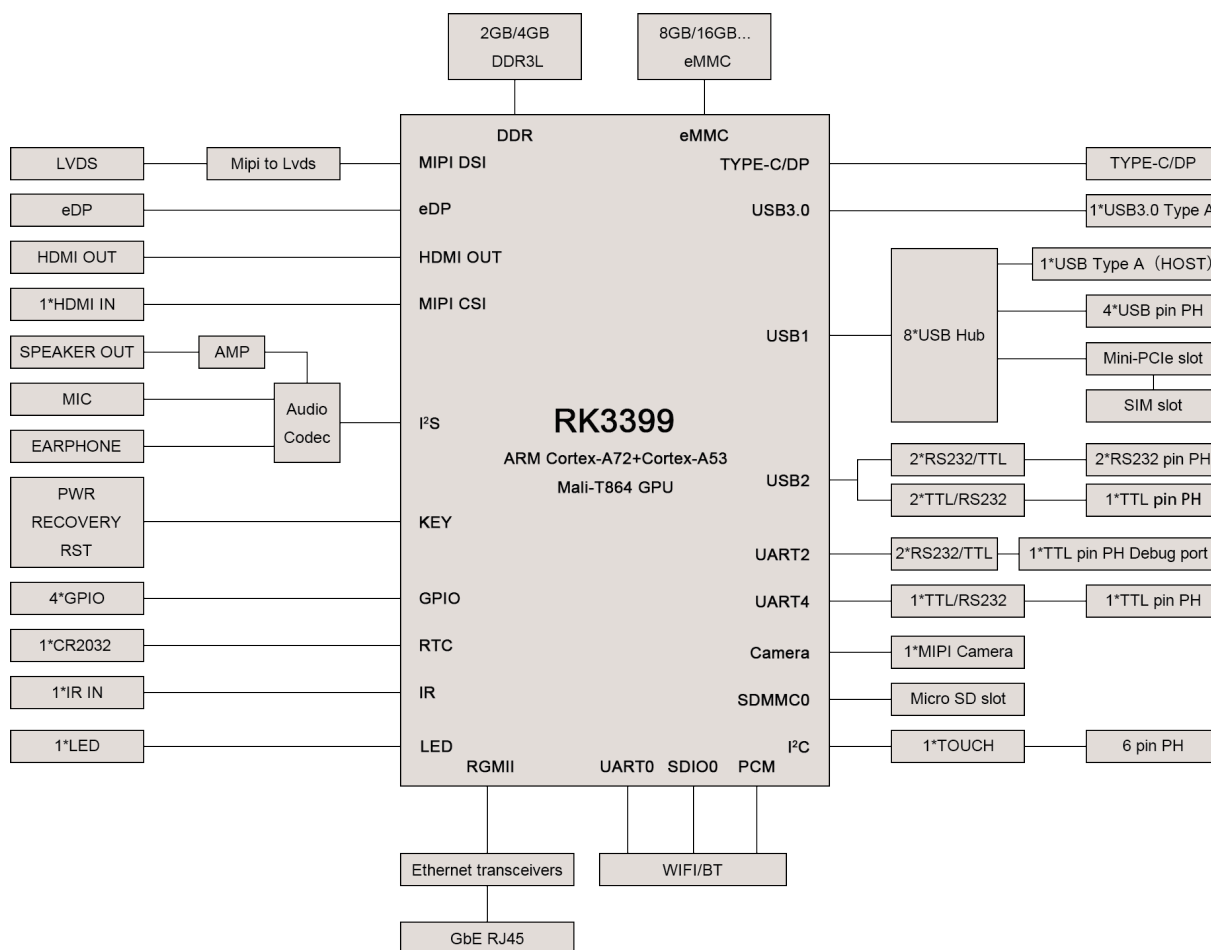 2GB/4GB
DDR3L
8GB/16GB...
eMMC
DDR
eMMC
LVDS
Mipi to Lvds
MIPI DSI
TYPE-C/DP
TYPE-C/DP
eDP
eDP
USB3.0
1*USB3.0 Type A
HDMI OUT
HDMI OUT
1*USB Type A（HOST）
1*HDMI IN
MIPI CSI
4*USB pin PH
USB1
8*USB Hub
SPEAKER OUT
AMP
Mini-PCIe slot
MIC
Audio
Codec
SIM slot
I²S
RK3399
EARPHONE
ARM Cortex-A72+Cortex-A53
Mali-T864 GPU
USB2
2*RS232/TTL
2*RS232 pin PH
2*TTL/RS232
1*TTL pin PH
PWR
RECOVERY
RST
KEY
UART2
2*RS232/TTL
1*TTL pin PH Debug port
4*GPIO
GPIO
UART4
1*TTL/RS232
1*TTL pin PH
1*CR2032
RTC
Camera
1*MIPI Camera
1*IR IN
IR
SDMMC0
Micro SD slot
1*LED
LED
I²C
1*TOUCH
6 pin PH
RGMII
UART0
SDIO0
PCM
Ethernet transceivers
WIFI/BT
GbE RJ45